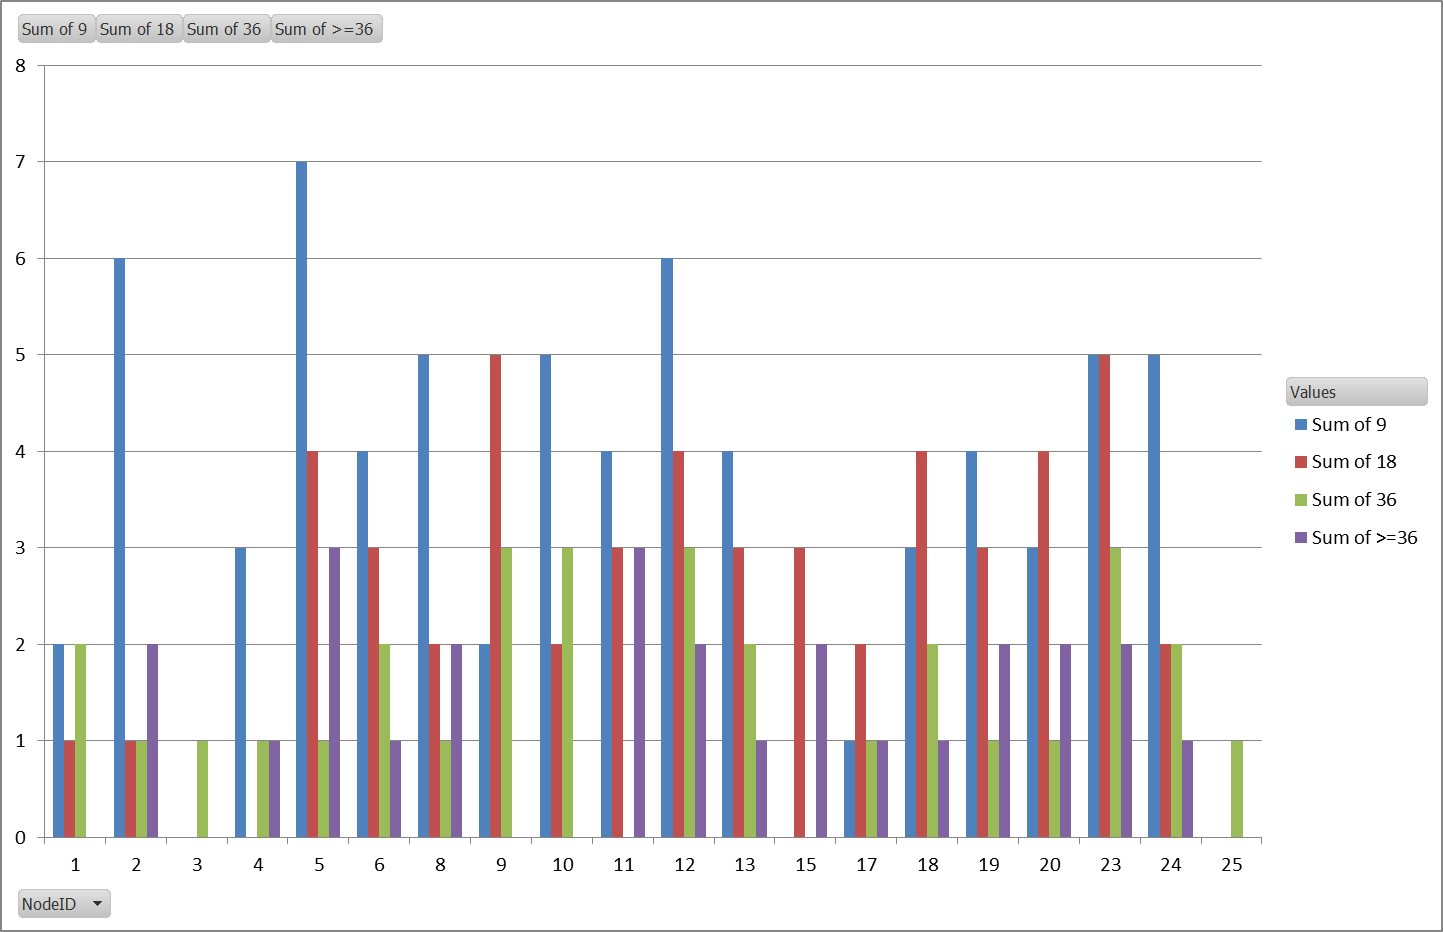 Sum of 9 Sum of 18 Sum of 36 Sum of >=36
8
7
6
5
4
3
2
1
0
1 2 3 4 5 6 8 9 10 11 12 13 15 17 18 19 20 23 24 25
NodeID
Values
Sum of 9
Sum of 18
Sum of 36
Sum of >=36